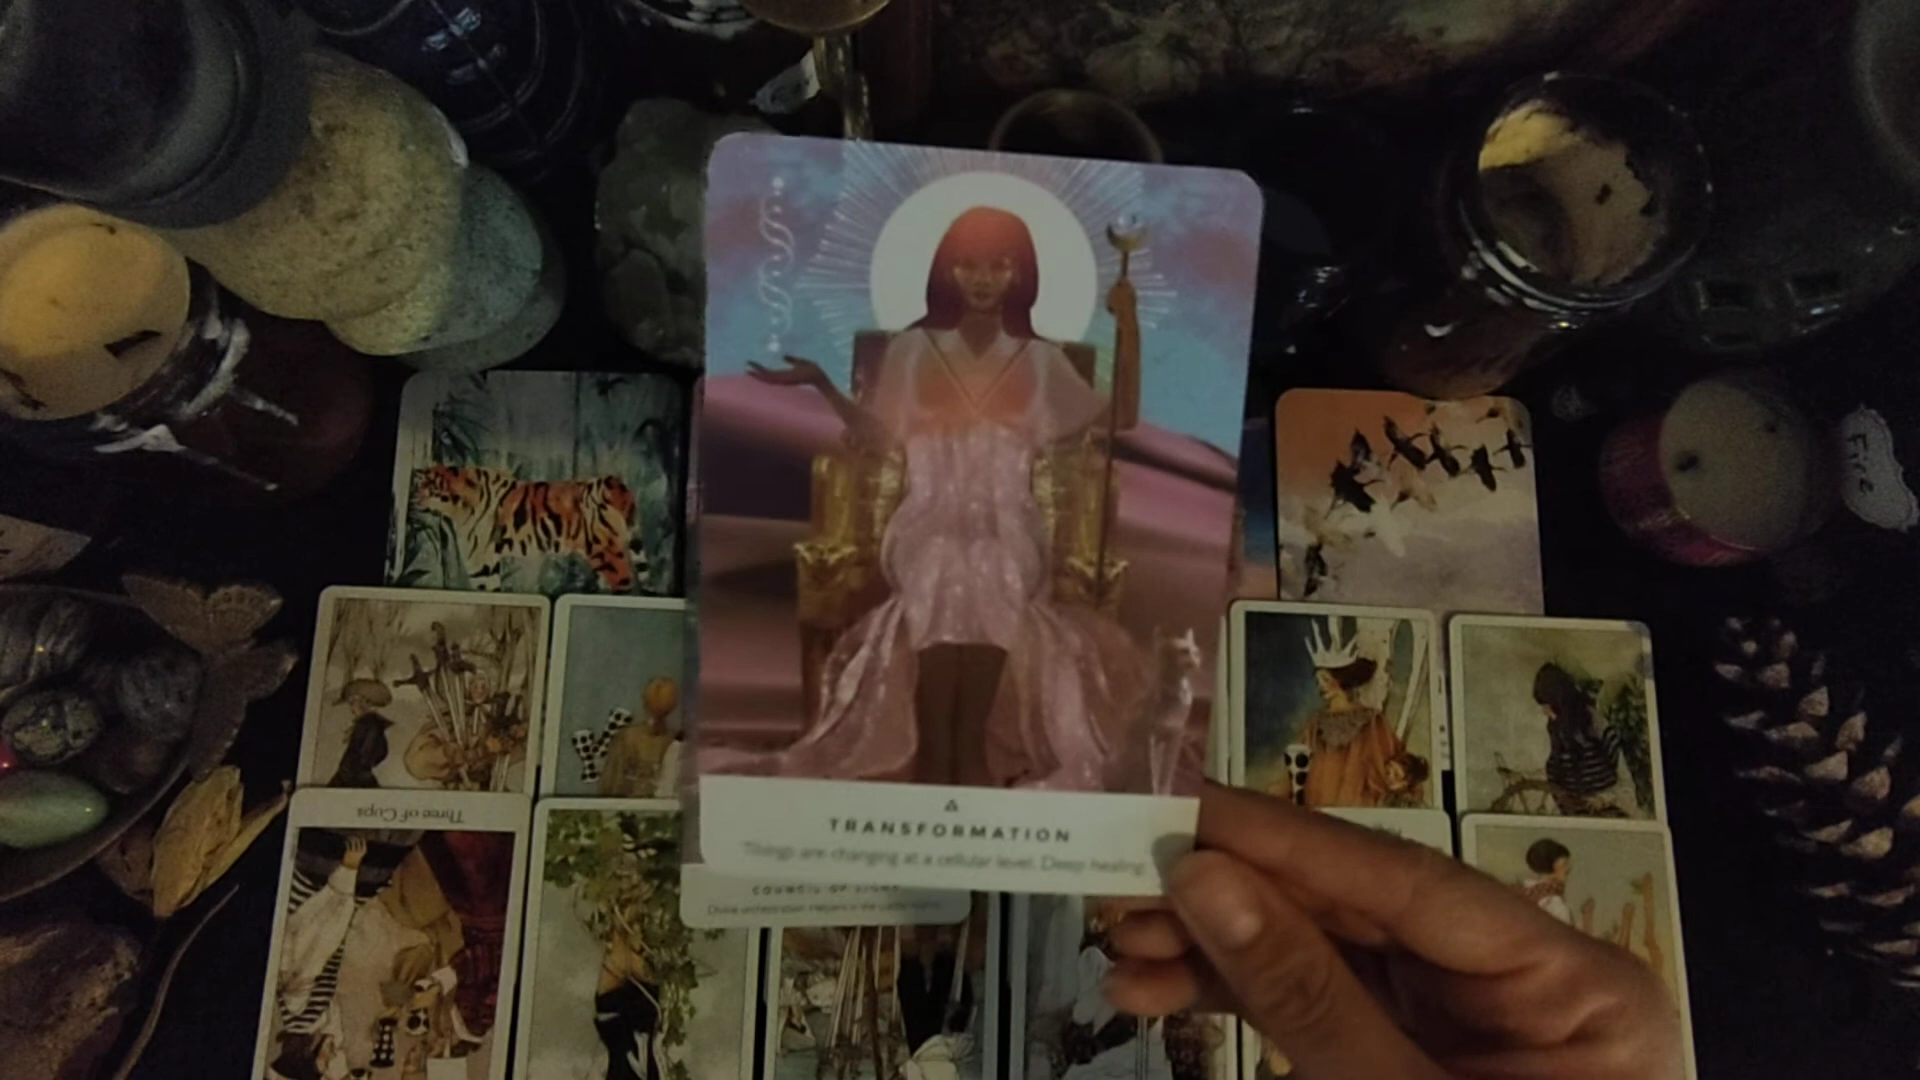 Fire
TRANSFORMATION
Things are changing at a cellular level. Deep healing.
Three of Cups
COUNCIL OF LIGHT